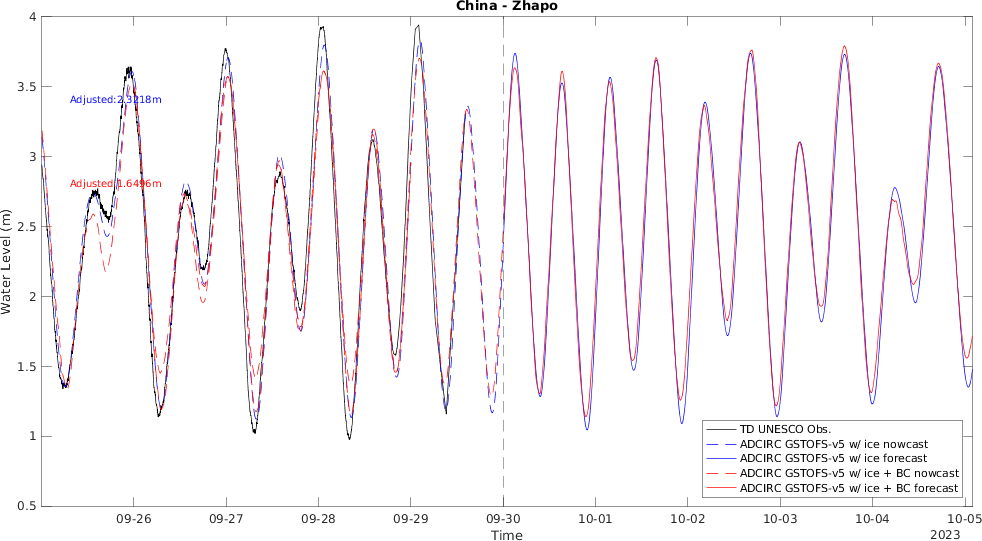 China - Zhapo
4
3.5
3
2.5
2
1.5
1
0.5
Water Level (m)
Adjusted:2.3218m
Adjusted:1.6496m
TD UNESCO Obs.
ADCIRC GSTOFS-v5 w/ ice nowcast
ADCIRC GSTOFS-v5 w/ ice forecast
ADCIRC GSTOFS-v5 w/ ice + BC nowcast
ADCIRC GSTOFS-v5 w/ ice + BC forecast
09-26 09-27 09-28 09-29 09-30 10-01 10-02 10-03 10-04 10-05
Time
2023